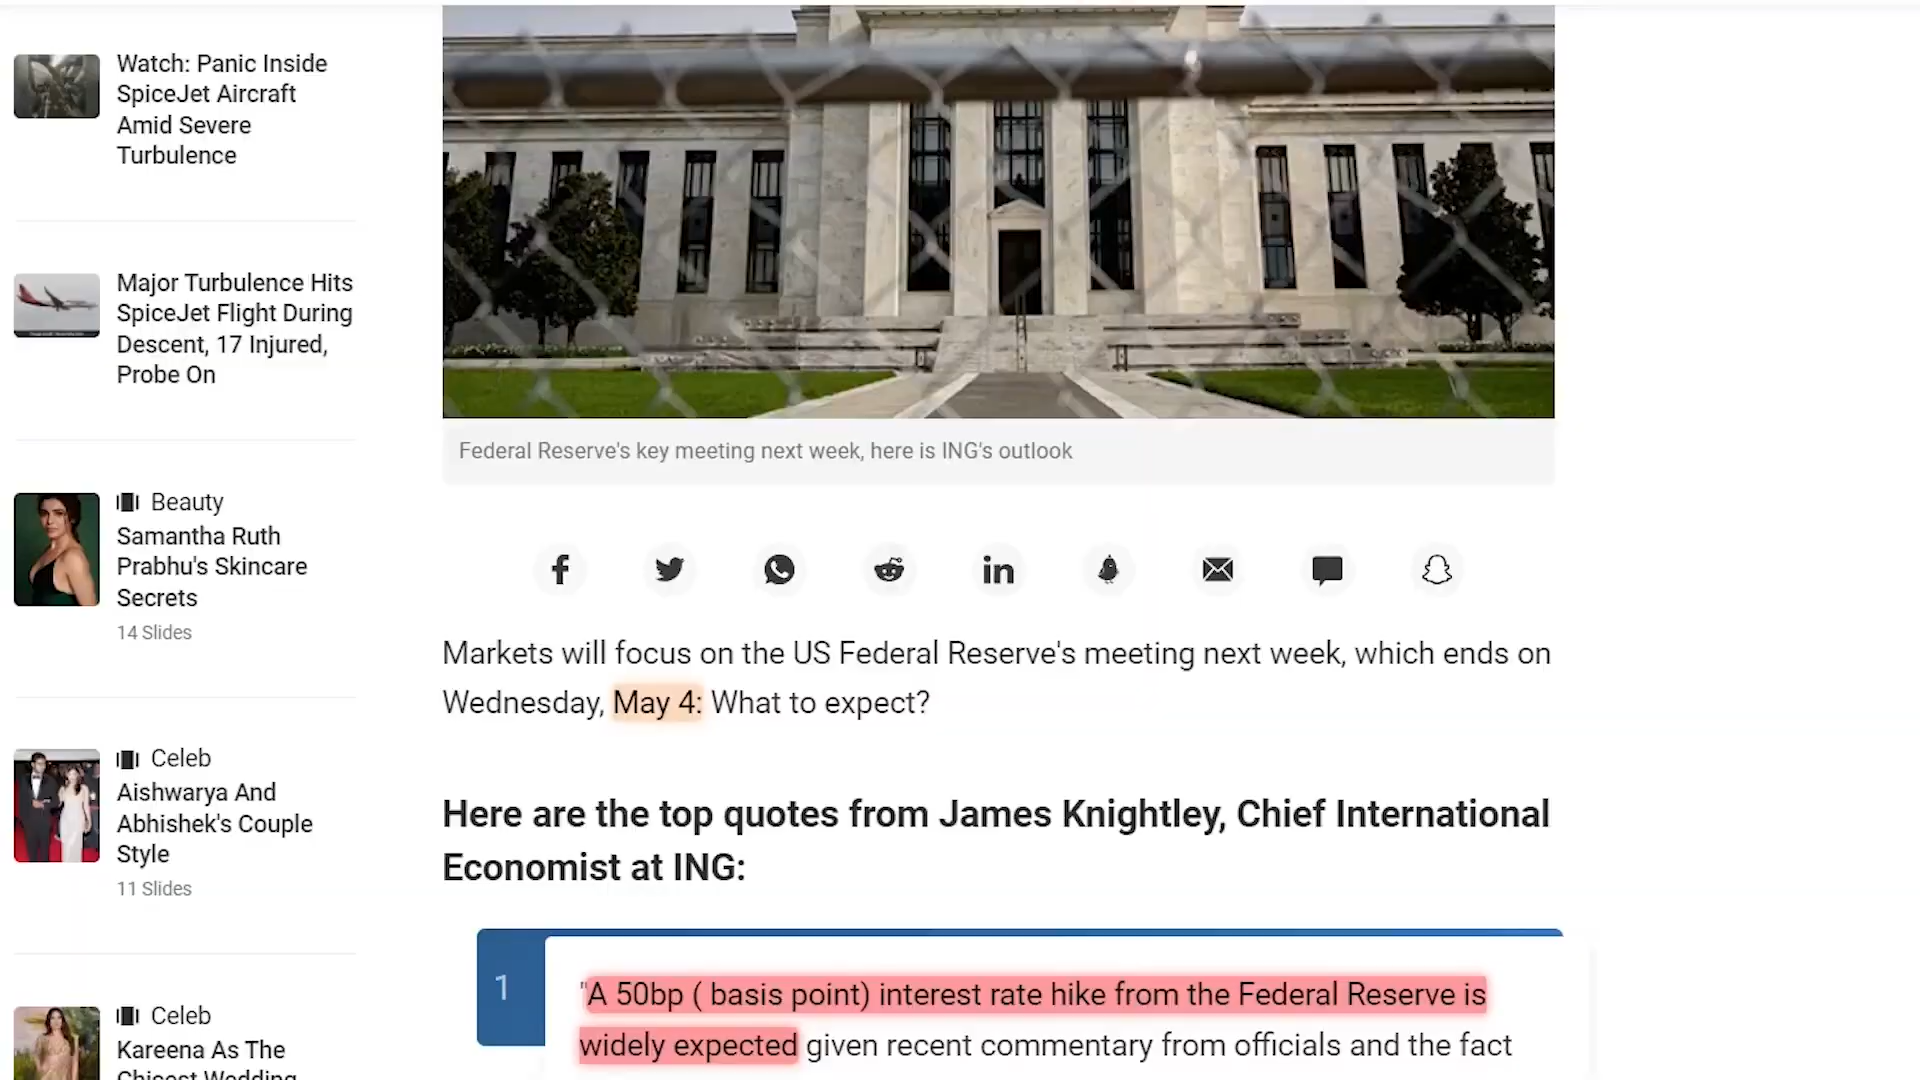 Watch: Panic Inside
SpiceJet Aircraft
Amid Severe
Turbulence
Major Turbulence Hits
SpiceJet Flight During
Descent, 17 Injured,
Probe On
Beauty
Samantha Ruth
Prabhu's Skincare
Secrets
14 Slides
Celeb
Aishwarya And
Abhishek's Couple
Style
11 Slides
Celeb
Kareena As The
Chicest Wedding
Federal Reserve's key meeting next week, here is ING's outlook
Markets will focus on the US Federal Reserve's meeting next week, which ends on
Wednesday, May 4: What to expect?
Here are the top quotes from James Knightley, Chief International
Economist at ING:
1
"A 50bp ( basis point) interest rate hike from the Federal Reserve is
widely expected given recent commentary from officials and the fact